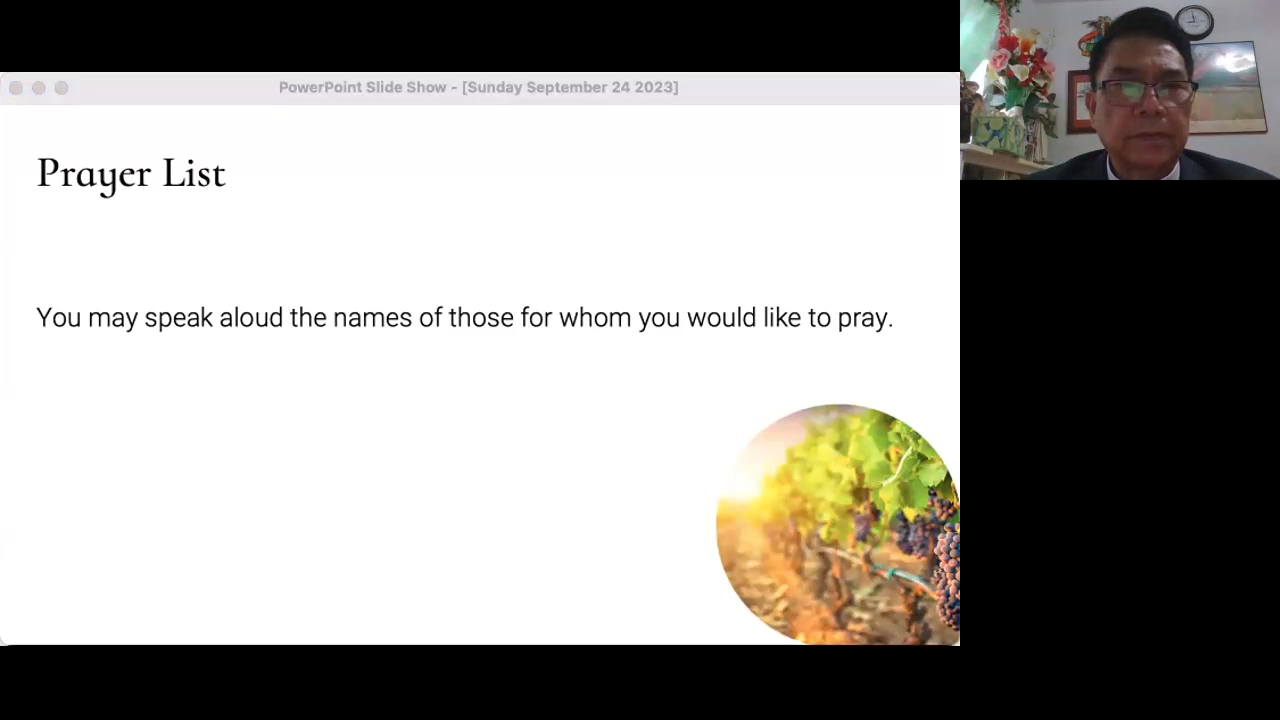 PowerPoint Slide Show - [Sunday September 24 2023]
Prayer List
You may speak aloud the names of those for whom you would like to pray.